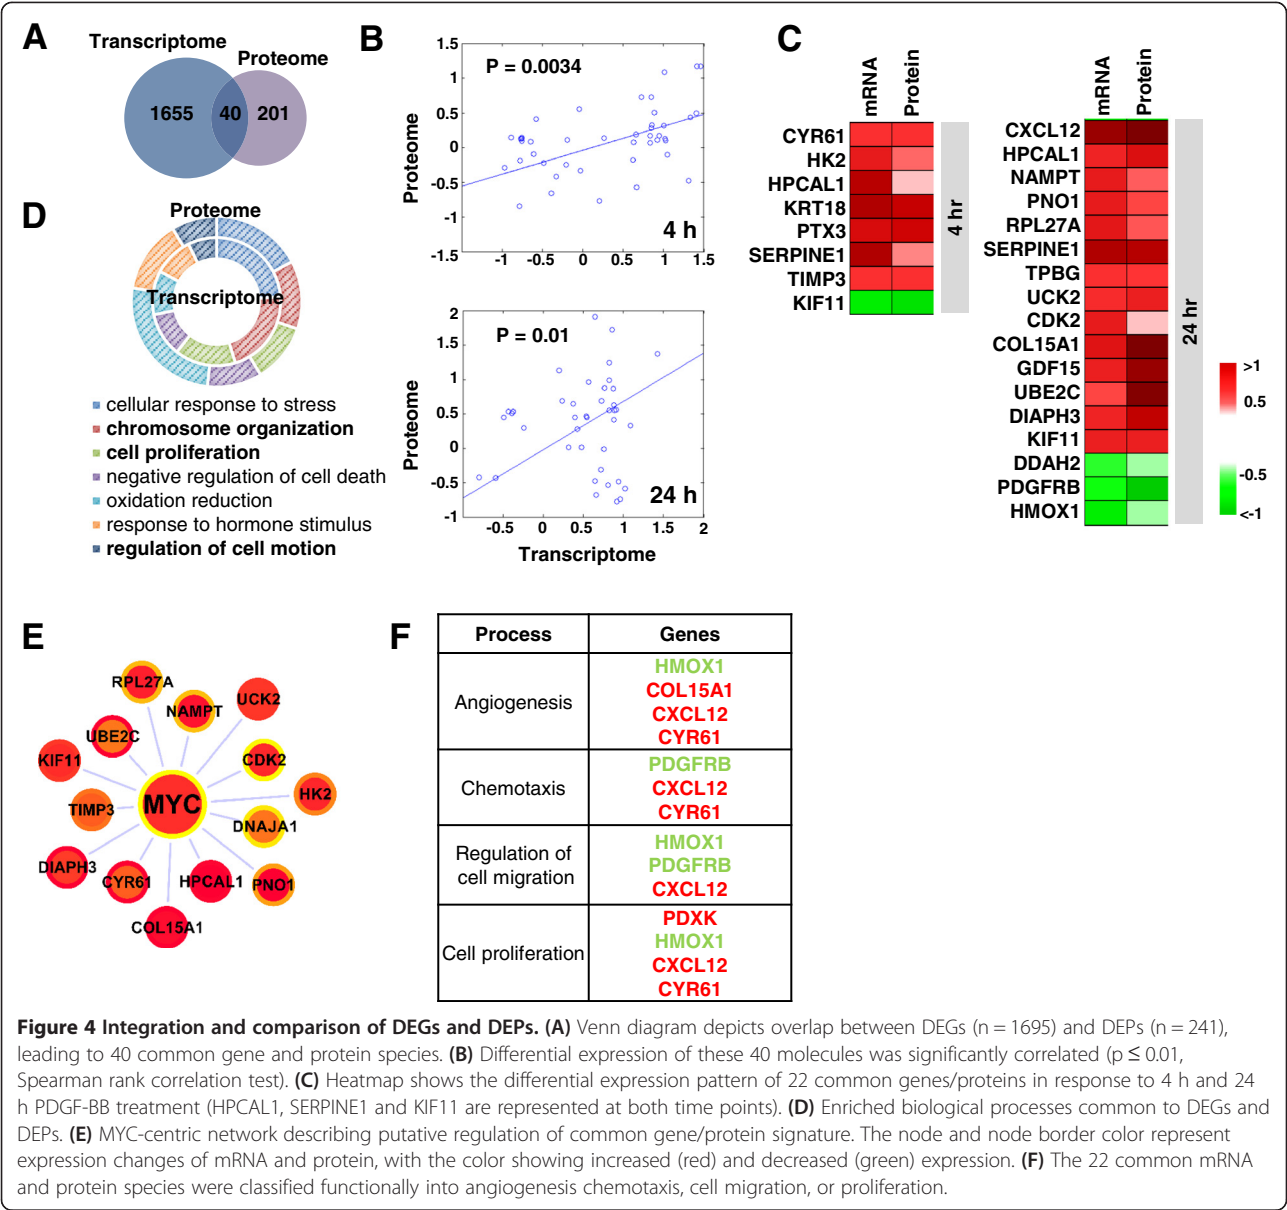 A
Transcriptome
Proteome
1655
40
201
B
1.5
1
0.5
0
-0.5
-1
-1.5
P = 0.0034
Proteome
4 h
-1
-0.5
0
0.5
1
1.5
2
1.5
1
0.5
0
-0.5
-1
P = 0.01
Proteome
24 h
-0.5
0
0.5
1
1.5
2
Transcriptome
C
mRNA
Protein
CYR61
HK2
HPCAL1
KRT18
PTX3
SERPINE1
TIMP3
KIF11
4 hr
mRNA
Protein
CXCL12
HPCAL1
NAMPT
PNO1
RPL27A
SERPINE1
TPBG
UCK2
CDK2
COL15A1
GDF15
UBE2C
DIAPH3
KIF11
DDAH2
PDGFRB
HMOX1
24 hr
>1
0.5
-0.5
<-1
D
Proteome
Transcriptome
cellular response to stress
chromosome organization
cell proliferation
negative regulation of cell death
oxidation reduction
response to hormone stimulus
regulation of cell motion
E
RPL27A
NAMPT
UCK2
UBE2C
KIF11
CDK2
MYC
HK2
TIMP3
DNAJA1
DIAPH3
CYR61
HPCAL1
PNO1
COL15A1
F
Process
Genes
Angiogenesis
HMOX1
COL15A1
CXCL12
CYR61
Chemotaxis
PDGFRB
CXCL12
CYR61
Regulation of
cell migration
HMOX1
PDGFRB
CXCL12
Cell proliferation
PDXK
HMOX1
CXCL12
CYR61
Figure 4 Integration and comparison of DEGs and DEPs. (A) Venn diagram depicts overlap between DEGs (n = 1695) and DEPs (n = 241),
leading to 40 common gene and protein species. (B) Differential expression of these 40 molecules was significantly correlated (p ≤ 0.01,
Spearman rank correlation test). (C) Heatmap shows the differential expression pattern of 22 common genes/proteins in response to 4 h and 24
h PDGF-BB treatment (HPCAL1, SERPINE1 and KIF11 are represented at both time points). (D) Enriched biological processes common to DEGs and
DEPs. (E) MYC-centric network describing putative regulation of common gene/protein signature. The node and node border color represent
expression changes of mRNA and protein, with the color showing increased (red) and decreased (green) expression. (F) The 22 common mRNA
and protein species were classified functionally into angiogenesis chemotaxis, cell migration, or proliferation.